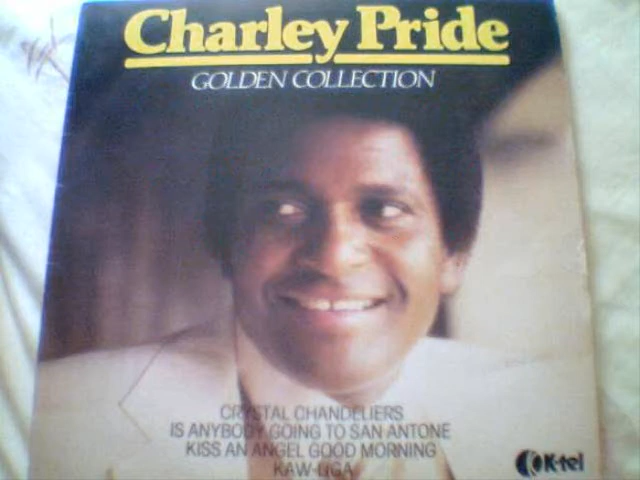 Charley Pride
GOLDEN COLLECTION
CRYSTAL CHANDELIERS
IS ANYBODY GOING TO SAN ANTONE
KISS AN ANGEL GOOD MORNING
KAW-LIGA
K-tel